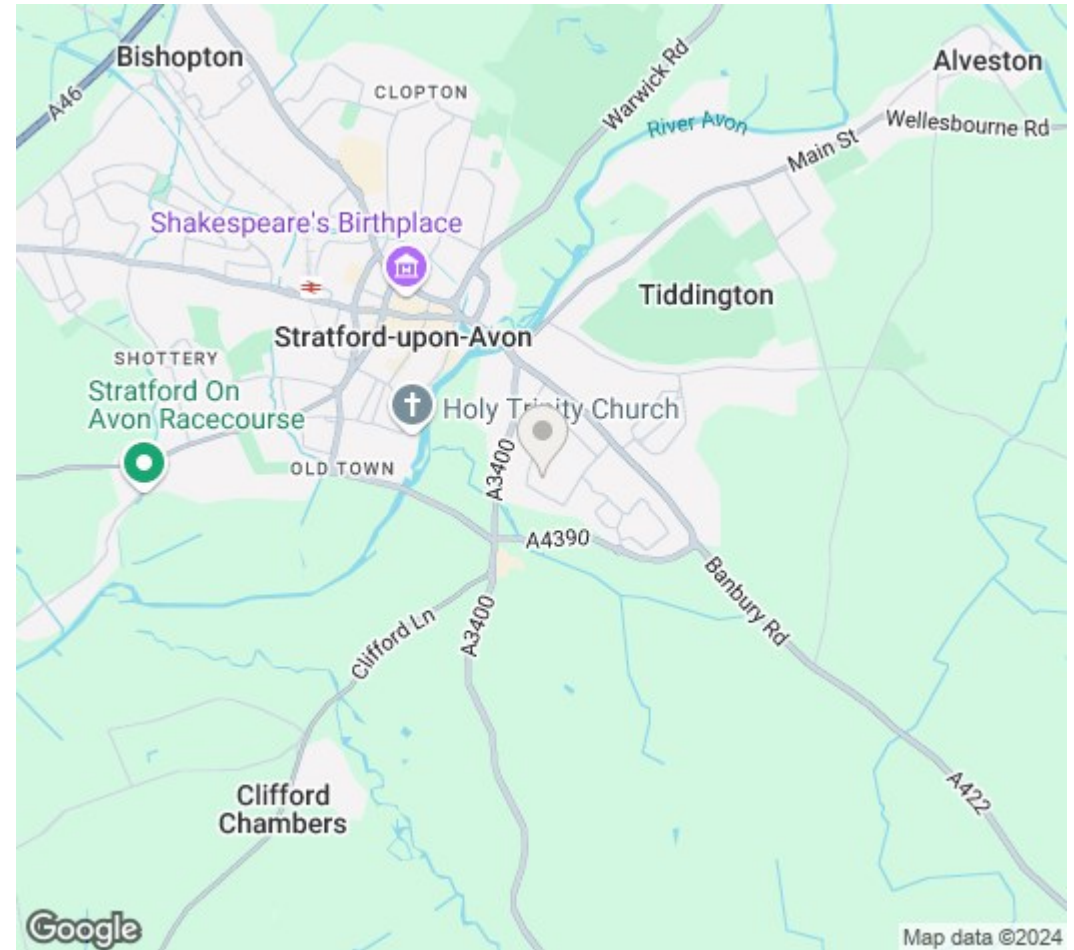 Bishopton
Alveston
CLOPTON
A46
Warwick Rd
River Avon
Wellesbourne Rd
Main St
Shakespeare's Birthplace
Tiddington
Stratford-upon-Avon
SHOTTERY
Stratford On
Avon Racecourse
Holy Trinity Church
OLD TOWN
A3400
A4390
Banbury Rd
Clifford Ln
A3400
A422
Clifford
Chambers
Google
Map data ©2024